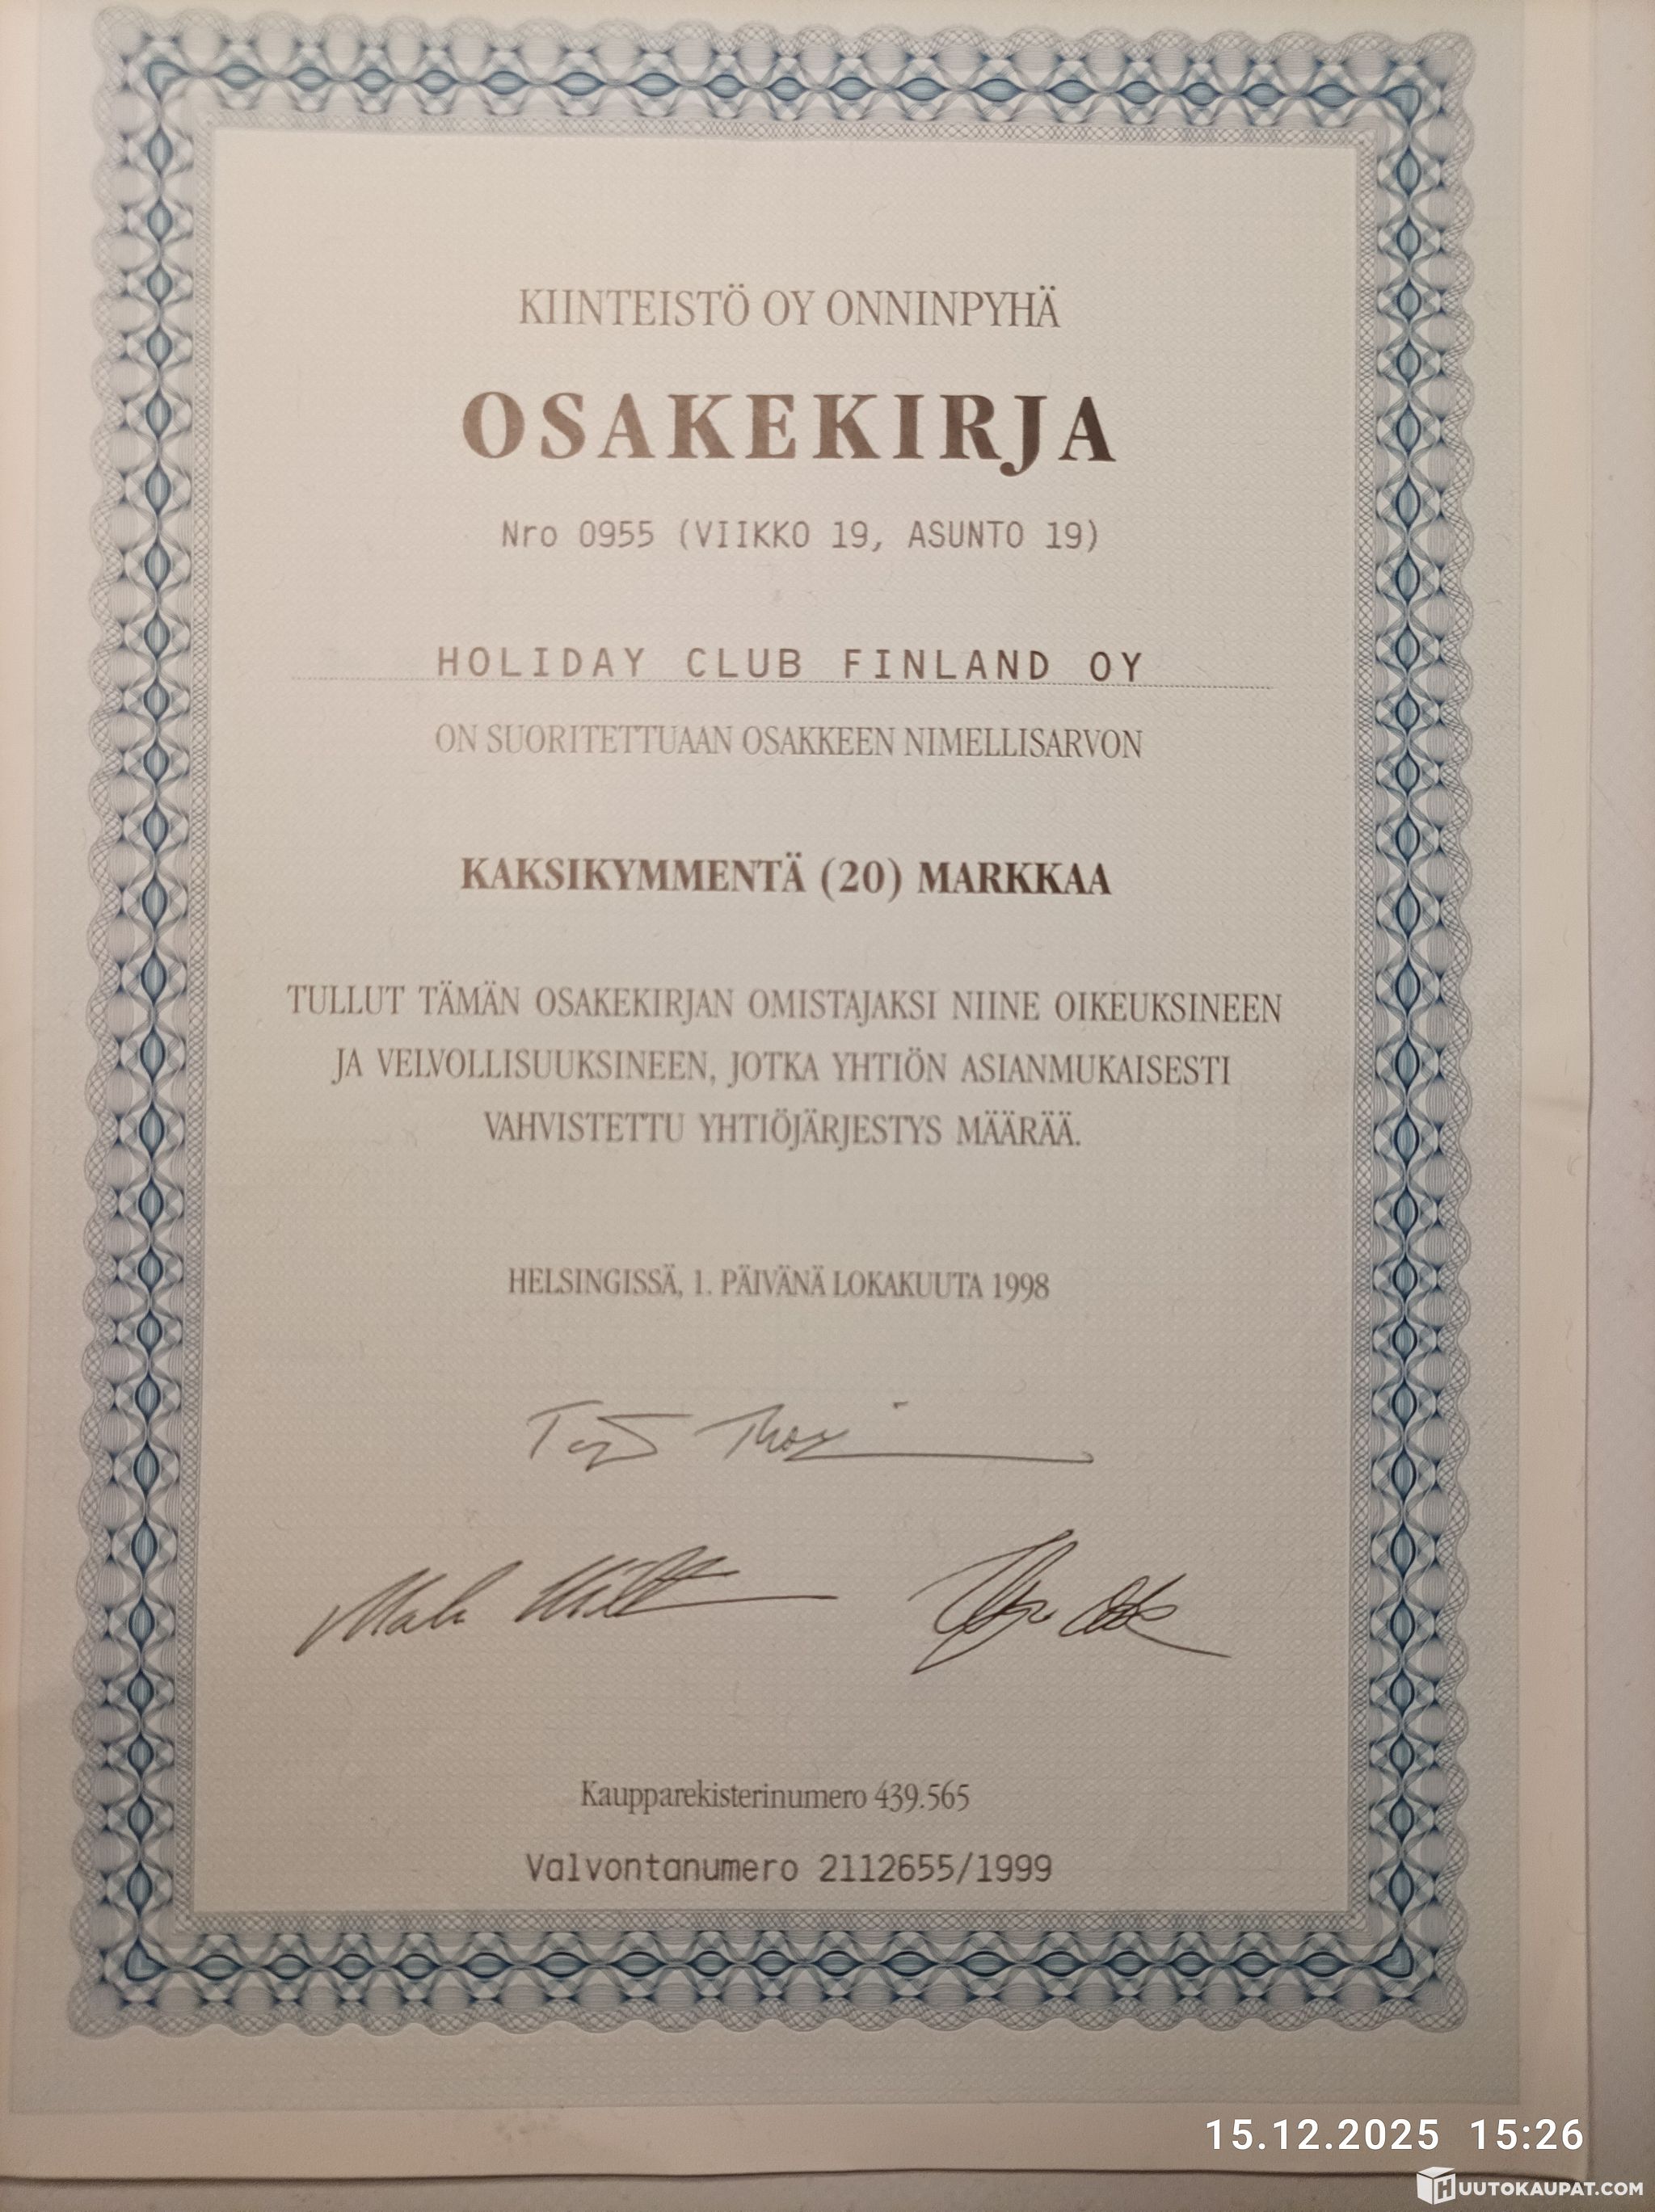 KIINTEISTÖ OY ONNINPYHÄ
OSAKEKIRJA
Nro 0955 (VIIKKO 19, ASUNTO 19)
HOLIDAY CLUB FINLAND OY
ON SUORITETTUAAN OSAKKEEN NIMELLISARVON
KAKSIKYMMENTÄ (20) MARKKAA
TULLUT TÄMÄN OSAKEKIRJAN OMISTAJAKSI NIINE OIKEUKSINEEN
JA VELVOLLISUUKSINEEN, JOTKA YHTIÖN ASIANMUKAISESTI
VAHVISTETTU YHTIÖJÄRJESTYS MÄÄRÄÄ.
HELSINGISSÄ, 1. PÄIVÄNÄ LOKAKUUTA 1998
Kaupparekisterinumero 439.565
Valvontanumero 2112655/1999
15.12.2025 15:26
HUUTOKAUPAT.COM